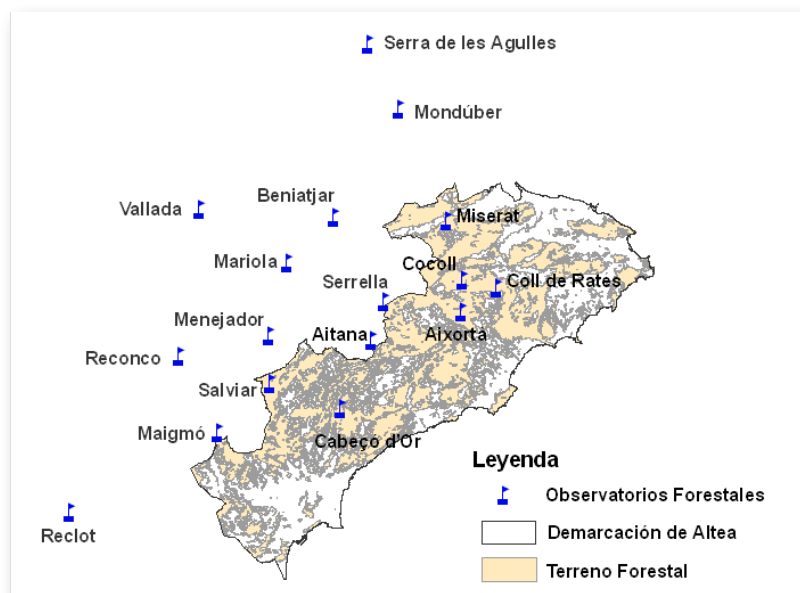 Serra de les Agulles
Mondúber
Beniatjar
Vallada
Miserat
Mariola
Cocoll
Serrella
Coll de Rates
Menejador
Aitana
Aixorta
Reconco
Salviar
Maigmó
Cabeço d'Or
Leyenda
Observatorios Forestales
Reclot
Demarcación de Altea
Terreno Forestal